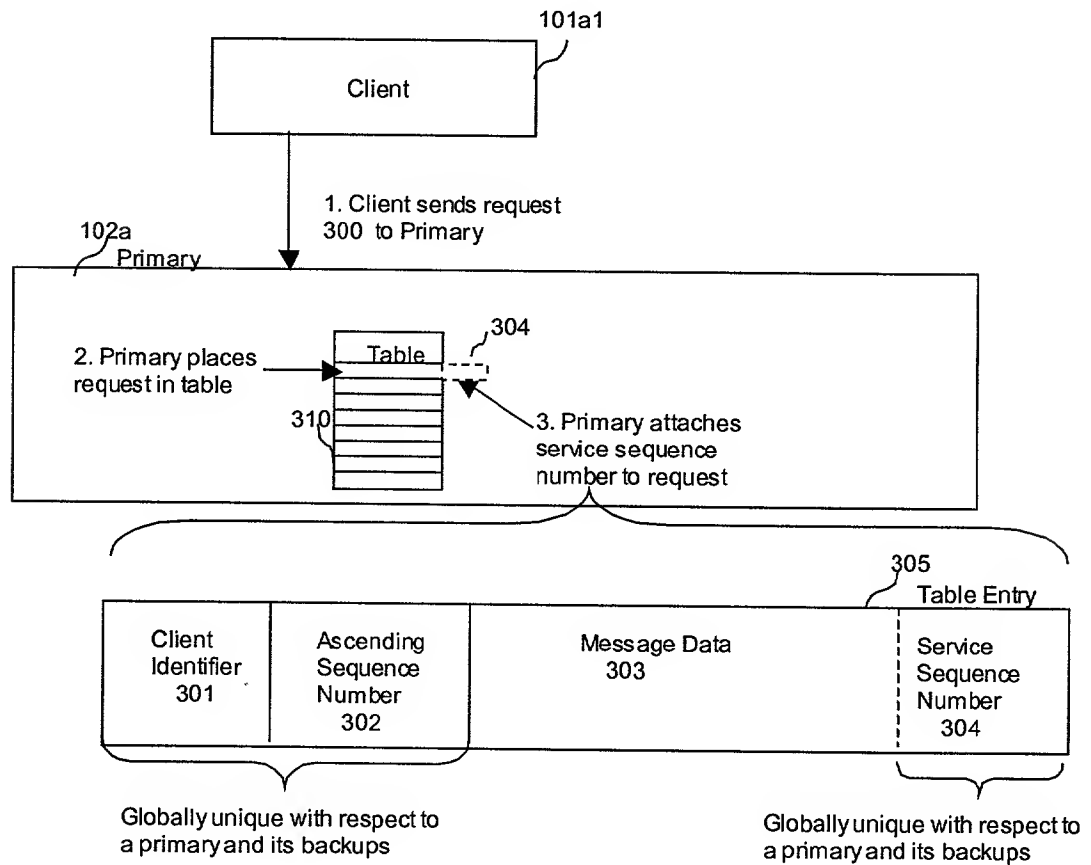 101a1
Client
1. Client sends request
300 to Primary
102a
Primary
304
Table
2. Primary places
request in table
310
3. Primary attaches
service sequence
number to request
305
Table Entry
Client
Identifier
301
Ascending
Sequence
Number
302
Message Data
303
Service
Sequence
Number
304
Globally unique with respect to
a primary and its backups
Globally unique with respect to
a primary and its backups